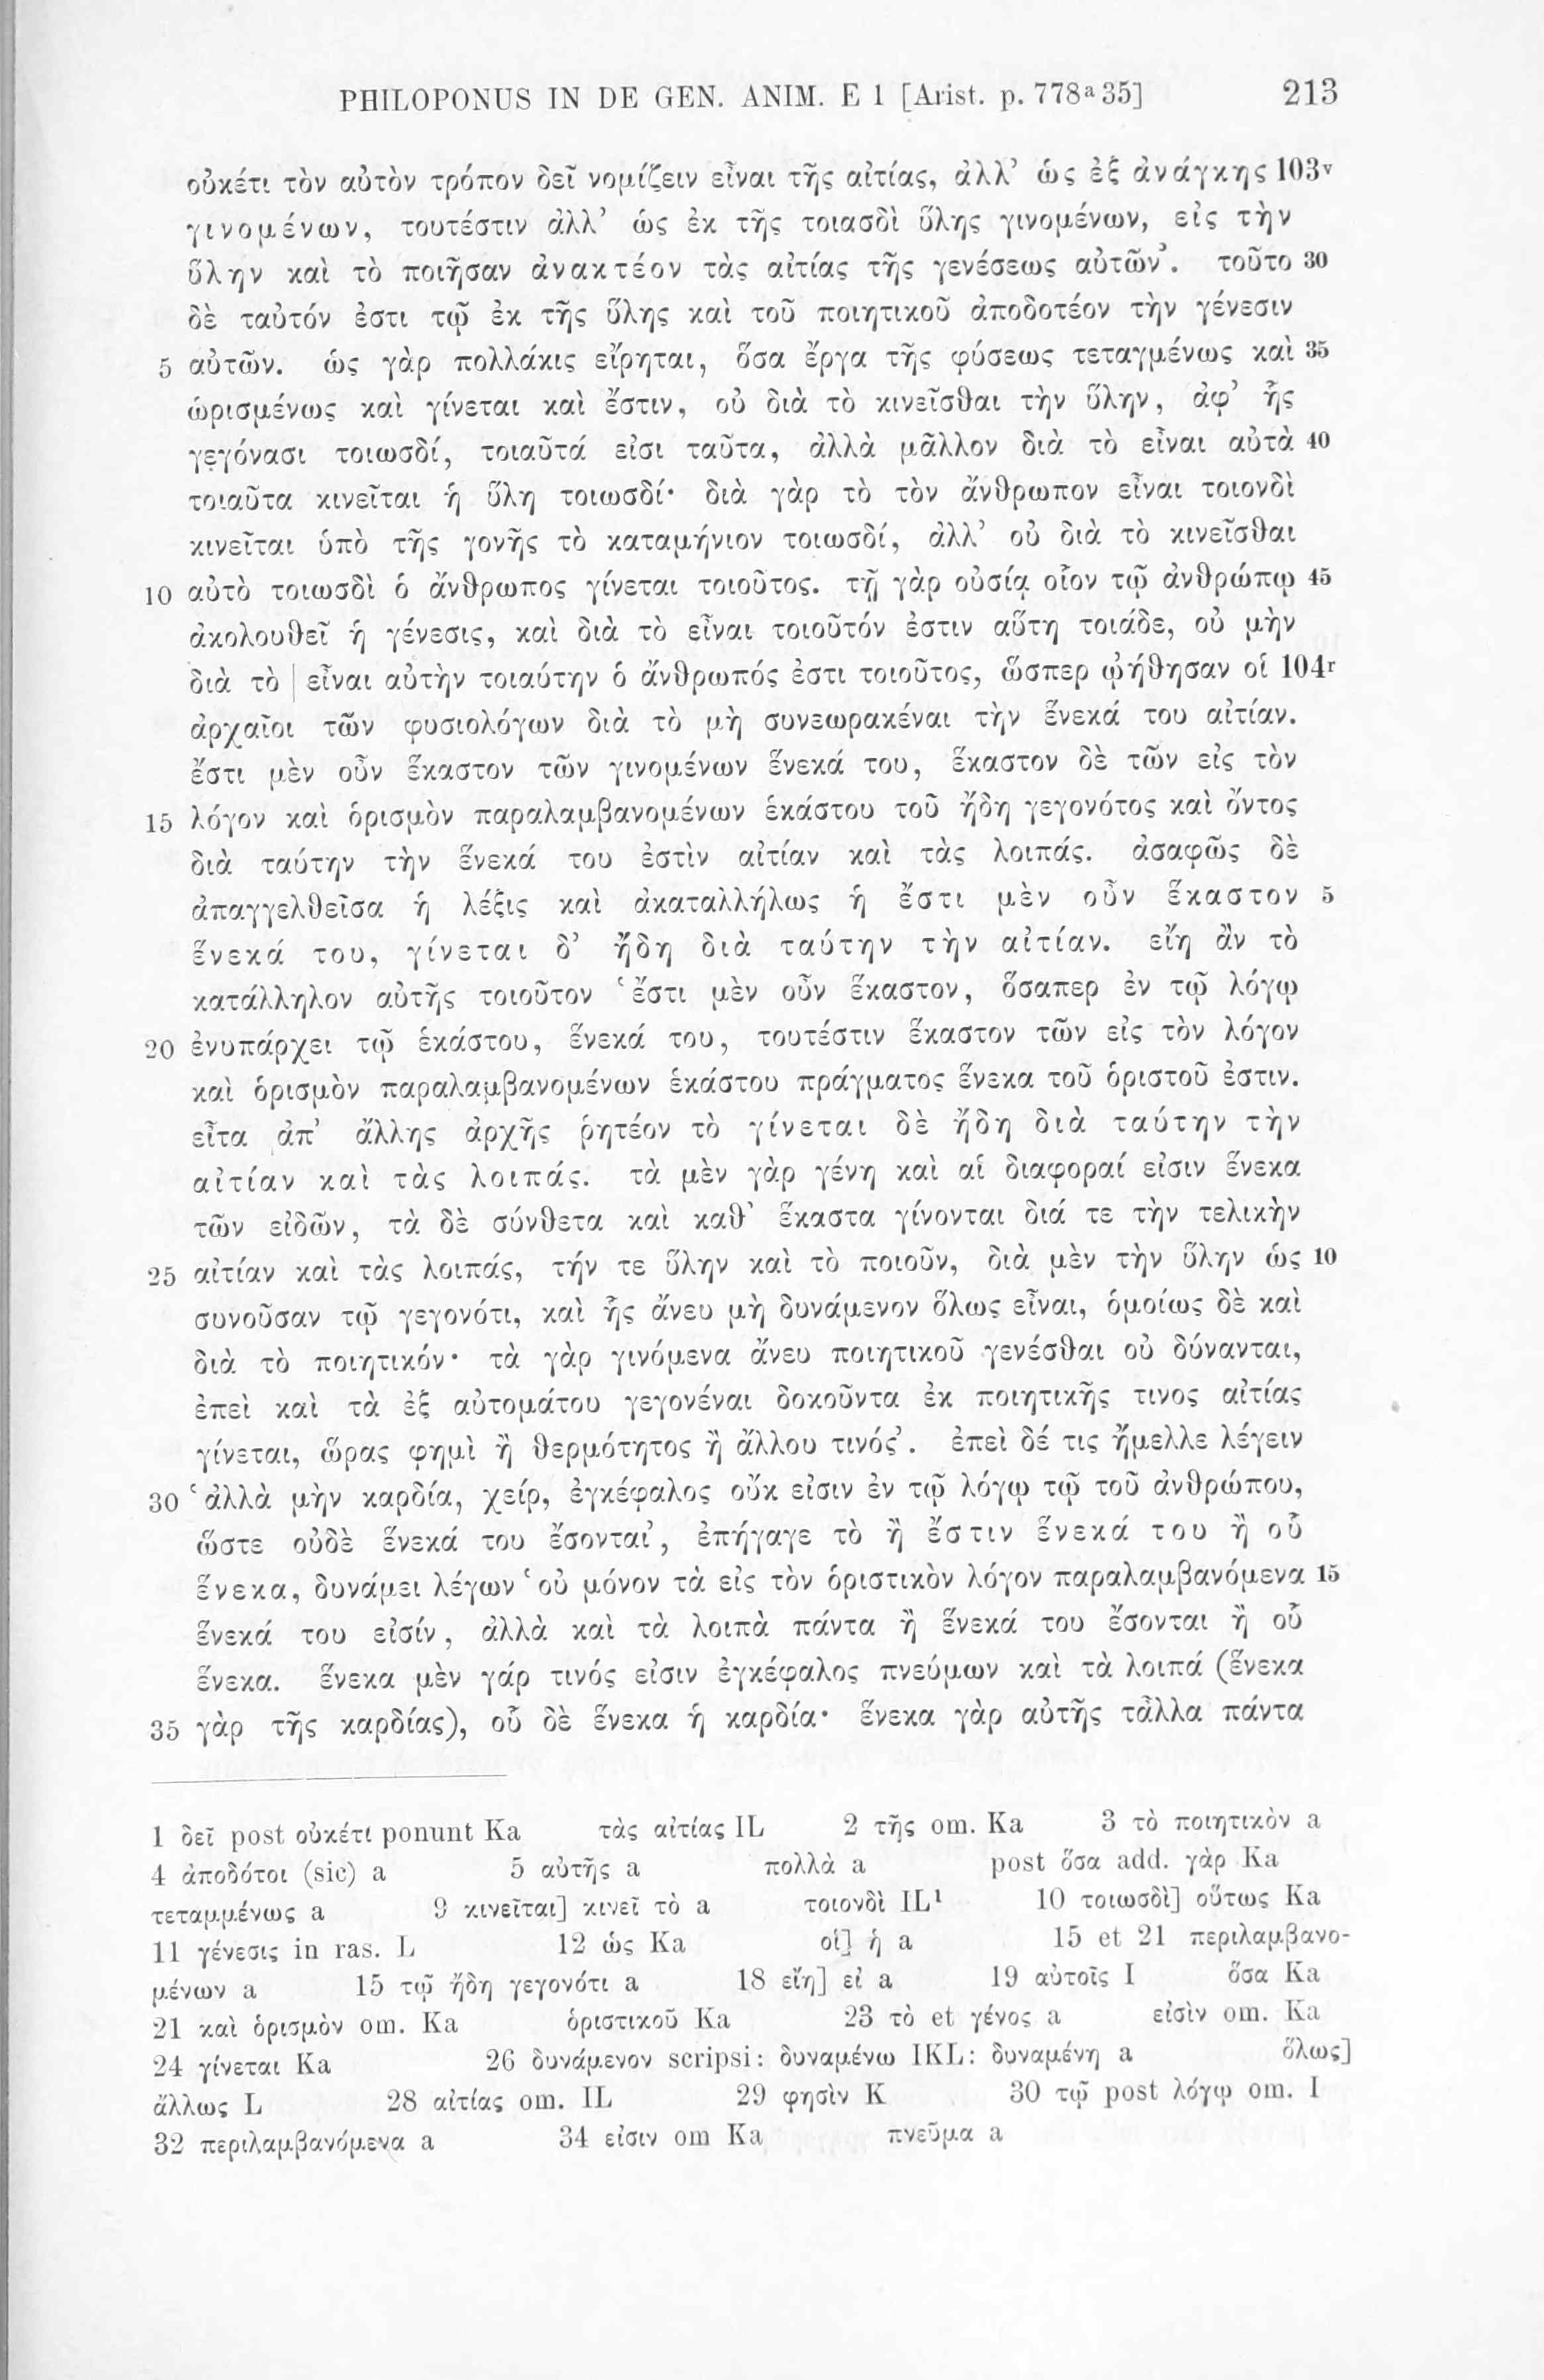 PHILOPONUS IN DE GEN. ANIM. E 1 [Arist. p. 778ª35] 213
οὐκέτι τὸν αὐτὸν τρόπον δεῖ νομίζειν εἶναι τῆς αἰτίας, ἀλλ’ ὡς ἐξ ἀνάγκης 103ᵛ
γινομένων, τουτέστιν ἀλλ’ ὡς ἐκ τῆς τοιασδὶ ὕλης γινομένων, εἰς τὴν
ὕλην καὶ τὸ ποιῆσαν ἀνακτέον τὰς αἰτίας τῆς γενέσεως αὐτῶν’. τοῦτο 30
δὲ ταὐτόν ἐστι τῷ ἐκ τῆς ὕλης καὶ τοῦ ποιητικοῦ ἀποδοτέον τὴν γένεσιν
5 αὐτῶν. ὡς γὰρ πολλάκις εἴρηται, ὅσα ἔργα τῆς φύσεως τεταγμένως καὶ 35
ὡρισμένως καὶ γίνεται καὶ ἔστιν, οὐ διὰ τὸ κινεῖσθαι τὴν ὕλην, ἀφ’ ἧς
γεγόνασι τοιωσδί, τοιαῦτά εἰσι ταῦτα, ἀλλὰ μᾶλλον διὰ τὸ εἶναι αὐτὰ 40
τοιαῦτα κινεῖται ἡ ὕλη τοιωσδί· διὰ γὰρ τὸ τὸν ἄνθρωπον εἶναι τοιονδὶ
κινεῖται ὑπὸ τῆς γονῆς τὸ καταμήνιον τοιωσδί, ἀλλ’ οὐ διὰ τὸ κινεῖσθαι
10 αὐτὸ τοιωσδὶ ὁ ἄνθρωπος γίνεται τοιοῦτος. τῇ γὰρ οὐσίᾳ οἷον τῷ ἀνθρώπῳ 45
ἀκολουθεῖ ἡ γένεσις, καὶ διὰ τὸ εἶναι τοιοῦτόν ἐστιν αὕτη τοιάδε, οὐ μὴν
διὰ τὸ | εἶναι αὐτὴν τοιαύτην ὁ ἄνθρωπός ἐστι τοιοῦτος, ὥσπερ ᾠήθησαν οἱ 104ʳ
ἀρχαῖοι τῶν φυσιολόγων διὰ τὸ μὴ συνεωρακέναι τὴν ἕνεκά του αἰτίαν.
ἔστι μὲν οὖν ἕκαστον τῶν γινομένων ἕνεκά του, ἕκαστον δὲ τῶν εἰς τὸν
15 λόγον καὶ ὁρισμὸν παραλαμβανομένων ἑκάστου τοῦ ἤδη γεγονότος καὶ ὄντος
διὰ ταύτην τὴν ἕνεκά του ἐστὶν αἰτίαν καὶ τὰς λοιπάς. ἀσαφῶς δὲ
ἀπαγγελθεῖσα ἡ λέξις καὶ ἀκαταλλήλως ἡ ἔστι μὲν οὖν ἕκαστον 5
ἕνεκά του, γίνεται δ’ ἤδη διὰ ταύτην τὴν αἰτίαν. εἴη ἂν τὸ
κατάλληλον αὐτῆς τοιοῦτον ‘ἔστι μὲν οὖν ἕκαστον, ὅσαπερ ἐν τῷ λόγῳ
20 ἐνυπάρχει τῷ ἑκάστου, ἕνεκά του, τουτέστιν ἕκαστον τῶν εἰς τὸν λόγον
καὶ ὁρισμὸν παραλαμβανομένων ἑκάστου πράγματος ἕνεκα τοῦ ὁριστοῦ ἐστιν.
εἶτα ἀπ’ ἄλλης ἀρχῆς ῥητέον τὸ γίνεται δὲ ἤδη διὰ ταύτην τὴν
αἰτίαν καὶ τὰς λοιπάς. τὰ μὲν γὰρ γένη καὶ αἱ διαφοραί εἰσιν ἕνεκα
τῶν εἰδῶν, τὰ δὲ σύνθετα καὶ καθ’ ἕκαστα γίνονται διά τε τὴν τελικὴν
25 αἰτίαν καὶ τὰς λοιπάς, τήν τε ὕλην καὶ τὸ ποιοῦν, διὰ μὲν τὴν ὕλην ὡς 10
συνοῦσαν τῷ γεγονότι, καὶ ἧς ἄνευ μὴ δυνάμενον ὅλως εἶναι, ὁμοίως δὲ καὶ
διὰ τὸ ποιητικόν· τὰ γὰρ γινόμενα ἄνευ ποιητικοῦ γενέσθαι οὐ δύνανται,
ἐπεὶ καὶ τὰ ἐξ αὐτομάτου γεγονέναι δοκοῦντα ἐκ ποιητικῆς τινος αἰτίας
γίνεται, ὥρας φημὶ ἢ θερμότητος ἢ ἄλλου τινός’. ἐπεὶ δέ τις ἤμελλε λέγειν
30 ‘ἀλλὰ μὴν καρδία, χείρ, ἐγκέφαλος οὔκ εἰσιν ἐν τῷ λόγῳ τῷ τοῦ ἀνθρώπου,
ὥστε οὐδὲ ἕνεκά του ἔσονται’, ἐπήγαγε τὸ ἢ ἔστιν ἕνεκά του ἢ οὗ
ἕνεκα, δυνάμει λέγων ‘οὐ μόνον τὰ εἰς τὸν ὁριστικὸν λόγον παραλαμβανόμενα 15
ἕνεκά του εἰσίν, ἀλλὰ καὶ τὰ λοιπὰ πάντα ἢ ἕνεκά του ἔσονται ἢ οὗ
ἕνεκα. ἕνεκα μὲν γάρ τινός εἰσιν ἐγκέφαλος πνεύμων καὶ τὰ λοιπά (ἕνεκα
35 γὰρ τῆς καρδίας), οὗ δὲ ἕνεκα ἡ καρδία· ἕνεκα γὰρ αὐτῆς τἆλλα πάντα
1 δεῖ post οὐκέτι ponunt Ka τὰς αἰτίας IL 2 τῆς om. Ka 3 τὸ ποιητικὸν a
4 ἀποδότοι (sic) a 5 αὐτῆς a πολλὰ a post ὅσα add. γὰρ Ka
τεταμμένως a 9 κινεῖται] κινεῖ τὸ a τοιονδὶ IL¹ 10 τοιωσδὶ] οὕτως Ka
11 γένεσις in ras. L 12 ὡς Ka οἱ] ἡ a 15 et 21 περιλαμβανο-
μένων a 15 τῷ ἤδη γεγονότι a 18 εἴη] εἰ a 19 αὐτοῖς I ὅσα Ka
21 καὶ ὁρισμὸν om. Ka ὁριστικοῦ Ka 23 τὸ et γένος a εἰσὶν om. Ka
24 γίνεται Ka 26 δυνάμενον scripsi: δυναμένω IKL: δυναμένη a ὅλως]
ἄλλως L 28 αἰτίας om. IL 29 φησὶν K 30 τῷ post λόγῳ om. I
32 περιλαμβανόμενα a 34 εἰσιν om Ka πνεῦμα a